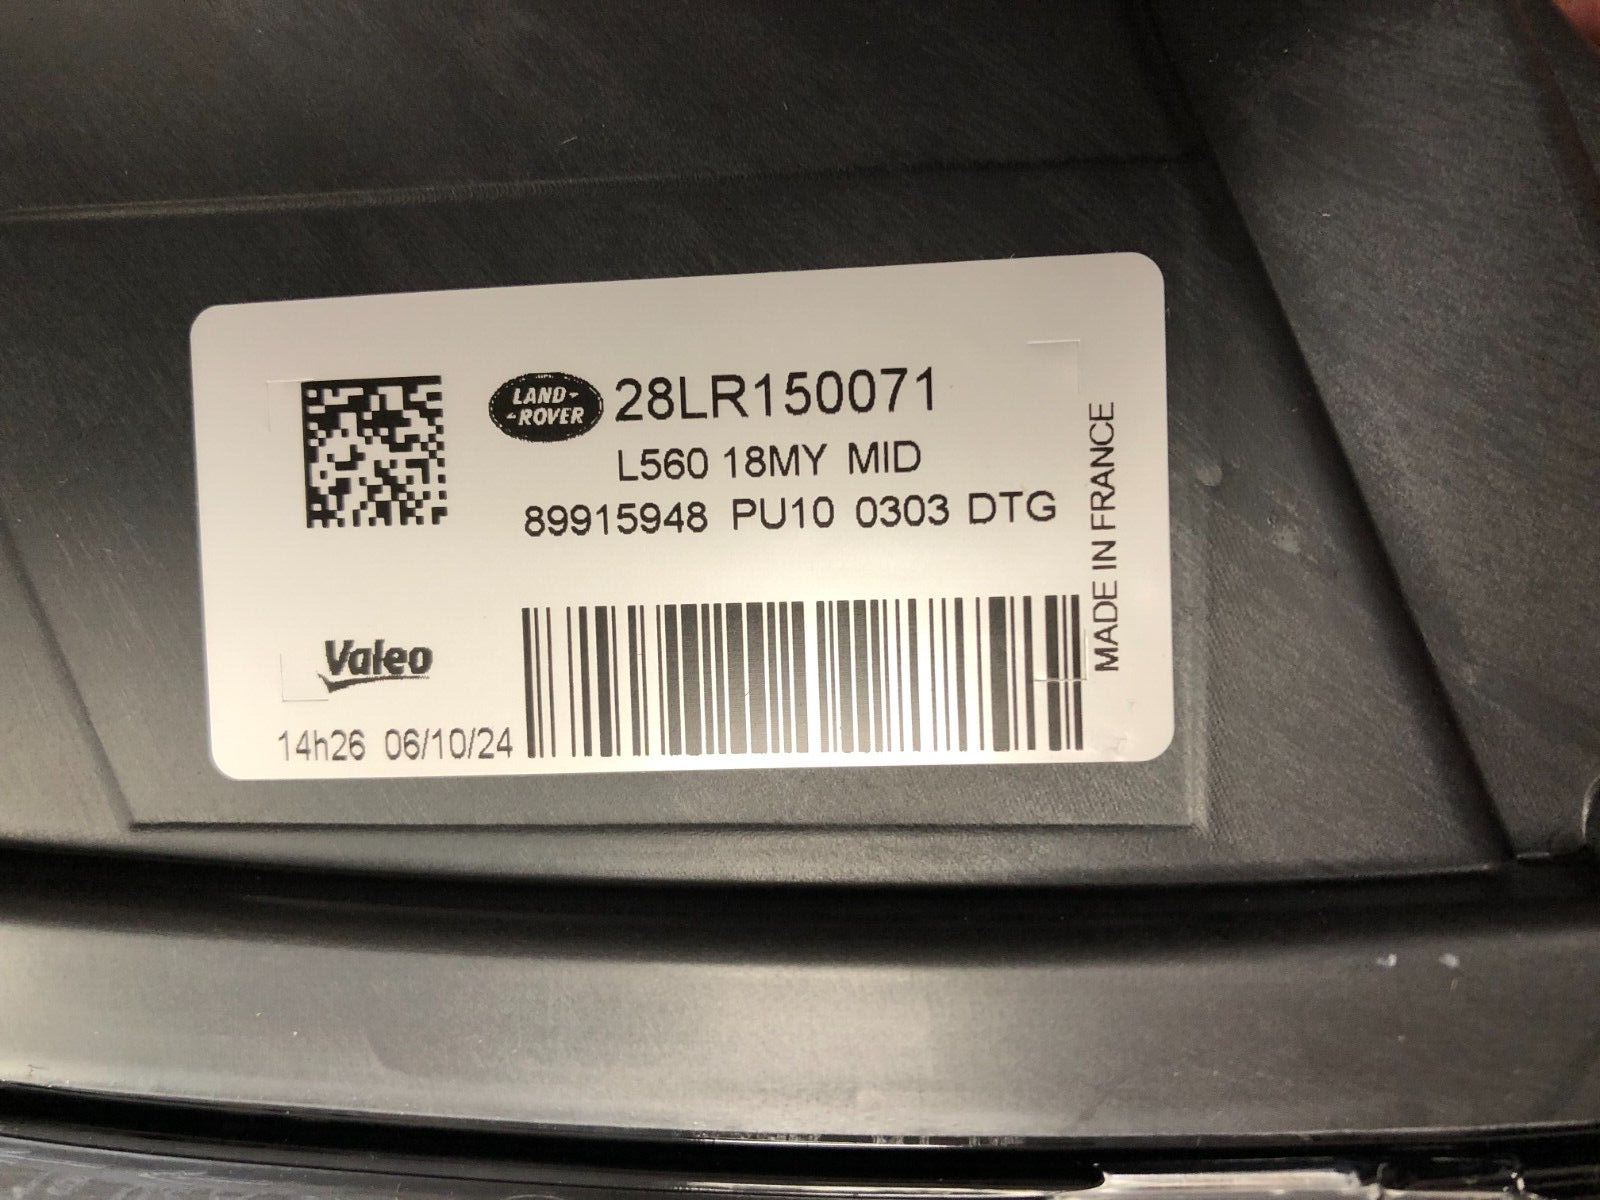 LAND-
-ROVER
28LR150071
L560 18MY MID
89915948 PU10 0303 DTG
MADE IN FRANCE
Valeo
14h26 06/10/24